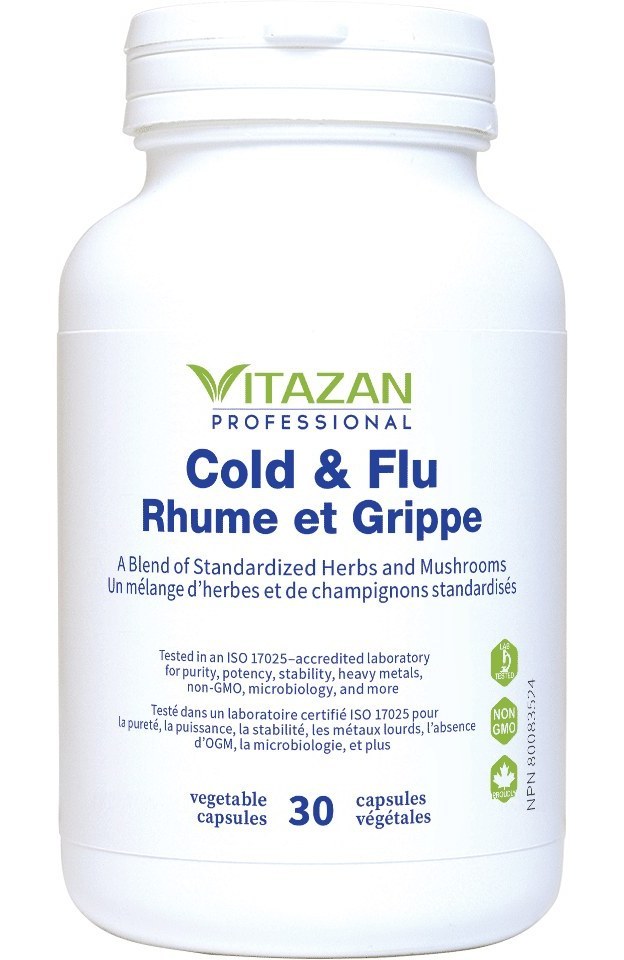 VITAZAN
PROFESSIONAL
Cold & Flu
Rhume et Grippe
A Blend of Standardized Herbs and Mushrooms
Un mélange d'herbes et de champignons standardisés
Tested in an ISO 17025–accredited laboratory
for purity, potency, stability, heavy metals,
non-GMO, microbiology, and more
Testé dans un laboratoire certifié ISO 17025 pour
la pureté, la puissance, la stabilité, les métaux lourds, l'absence
d'OGM, la microbiologie, et plus
vegetable
capsules
30
capsules
végétales
LAB
TESTED
NON
GMO
PROUDLY
NPN 80083524